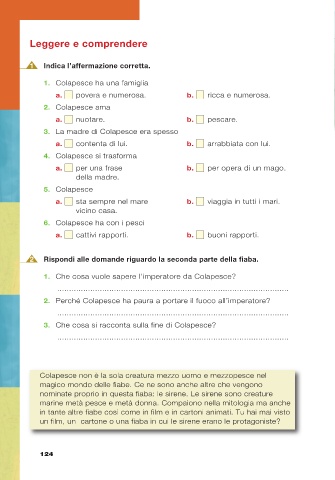 Leggere e comprendere
1 Indica l'affermazione corretta.
1. Colapesce ha una famiglia
a. povera e numerosa. b. ricca e numerosa.
2. Colapesce ama
a. nuotare. b. pescare.
3. La madre di Colapesce era spesso
a. contenta di lui. b. arrabbiata con lui.
4. Colapesce si trasforma
a. per una frase b. per opera di un mago.
della madre.
5. Colapesce
a. sta sempre nel mare b. viaggia in tutti i mari.
vicino casa.
6. Colapesce ha con i pesci
a. cattivi rapporti. b. buoni rapporti.
2 Rispondi alle domande riguardo la seconda parte della fiaba.
1. Che cosa vuole sapere l'imperatore da Colapesce?
2. Perché Colapesce ha paura a portare il fuoco all'imperatore?
3. Che cosa si racconta sulla fine di Colapesce?
Colapesce non è la sola creatura mezzo uomo e mezzopesce nel
magico mondo delle fiabe. Ce ne sono anche altre che vengono
nominate proprio in questa fiaba: le sirene. Le sirene sono creature
marine metà pesce e metà donna. Compaiono nella mitologia ma anche
in tante altre fiabe così come in film e in cartoni animati. Tu hai mai visto
un film, un cartone o una fiaba in cui le sirene erano le protagoniste?
124